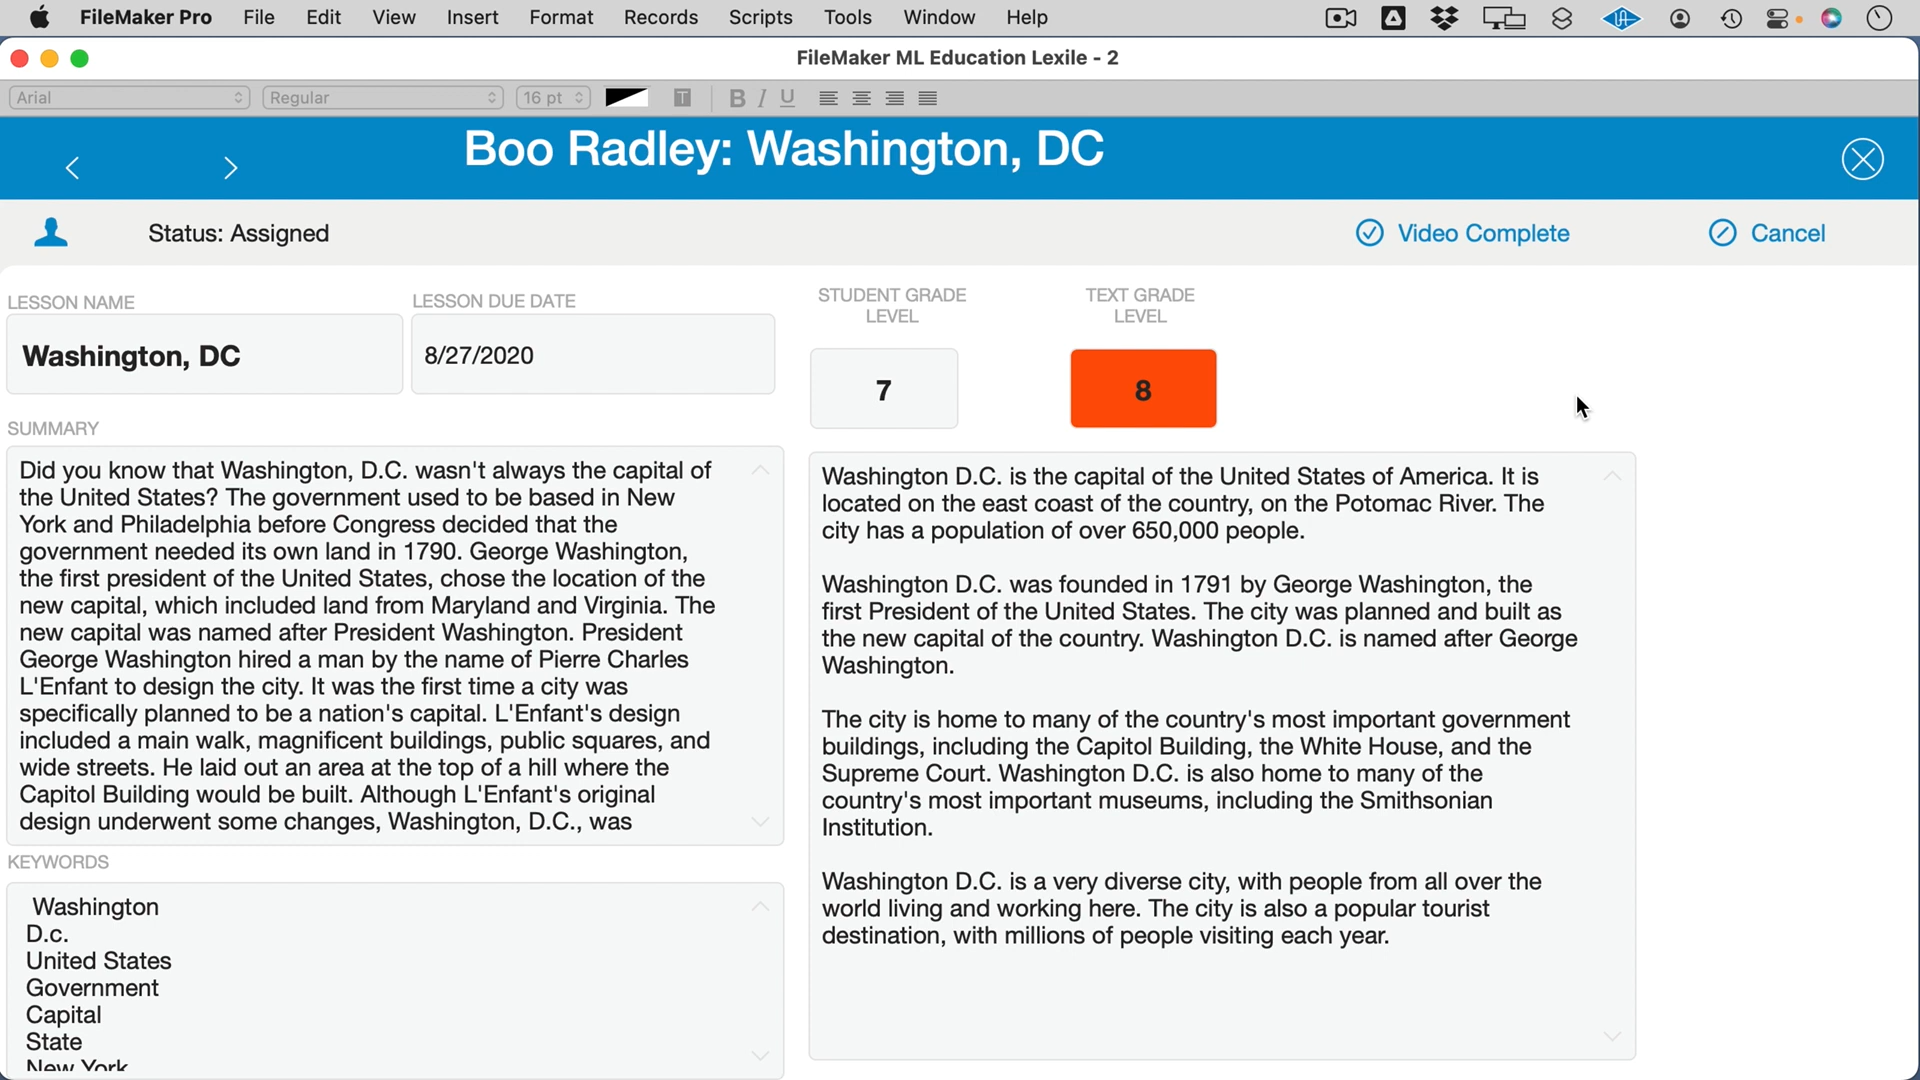 FileMaker Pro File Edit View Insert Format Records Scripts Tools Window Help
FileMaker ML Education Lexile - 2
Arial Regular 16 pt T B I U
Boo Radley: Washington, DC
Status: Assigned Video Complete Cancel
LESSON NAME
Washington, DC
LESSON DUE DATE
8/27/2020
STUDENT GRADE
LEVEL
7
TEXT GRADE
LEVEL
8
SUMMARY
Did you know that Washington, D.C. wasn't always the capital of
the United States? The government used to be based in New
York and Philadelphia before Congress decided that the
government needed its own land in 1790. George Washington,
the first president of the United States, chose the location of the
new capital, which included land from Maryland and Virginia. The
new capital was named after President Washington. President
George Washington hired a man by the name of Pierre Charles
L'Enfant to design the city. It was the first time a city was
specifically planned to be a nation's capital. L'Enfant's design
included a main walk, magnificent buildings, public squares, and
wide streets. He laid out an area at the top of a hill where the
Capitol Building would be built. Although L'Enfant's original
design underwent some changes, Washington, D.C., was
KEYWORDS
Washington
D.c.
United States
Government
Capital
State
New York
Washington D.C. is the capital of the United States of America. It is
located on the east coast of the country, on the Potomac River. The
city has a population of over 650,000 people.
Washington D.C. was founded in 1791 by George Washington, the
first President of the United States. The city was planned and built as
the new capital of the country. Washington D.C. is named after George
Washington.
The city is home to many of the country's most important government
buildings, including the Capitol Building, the White House, and the
Supreme Court. Washington D.C. is also home to many of the
country's most important museums, including the Smithsonian
Institution.
Washington D.C. is a very diverse city, with people from all over the
world living and working here. The city is also a popular tourist
destination, with millions of people visiting each year.